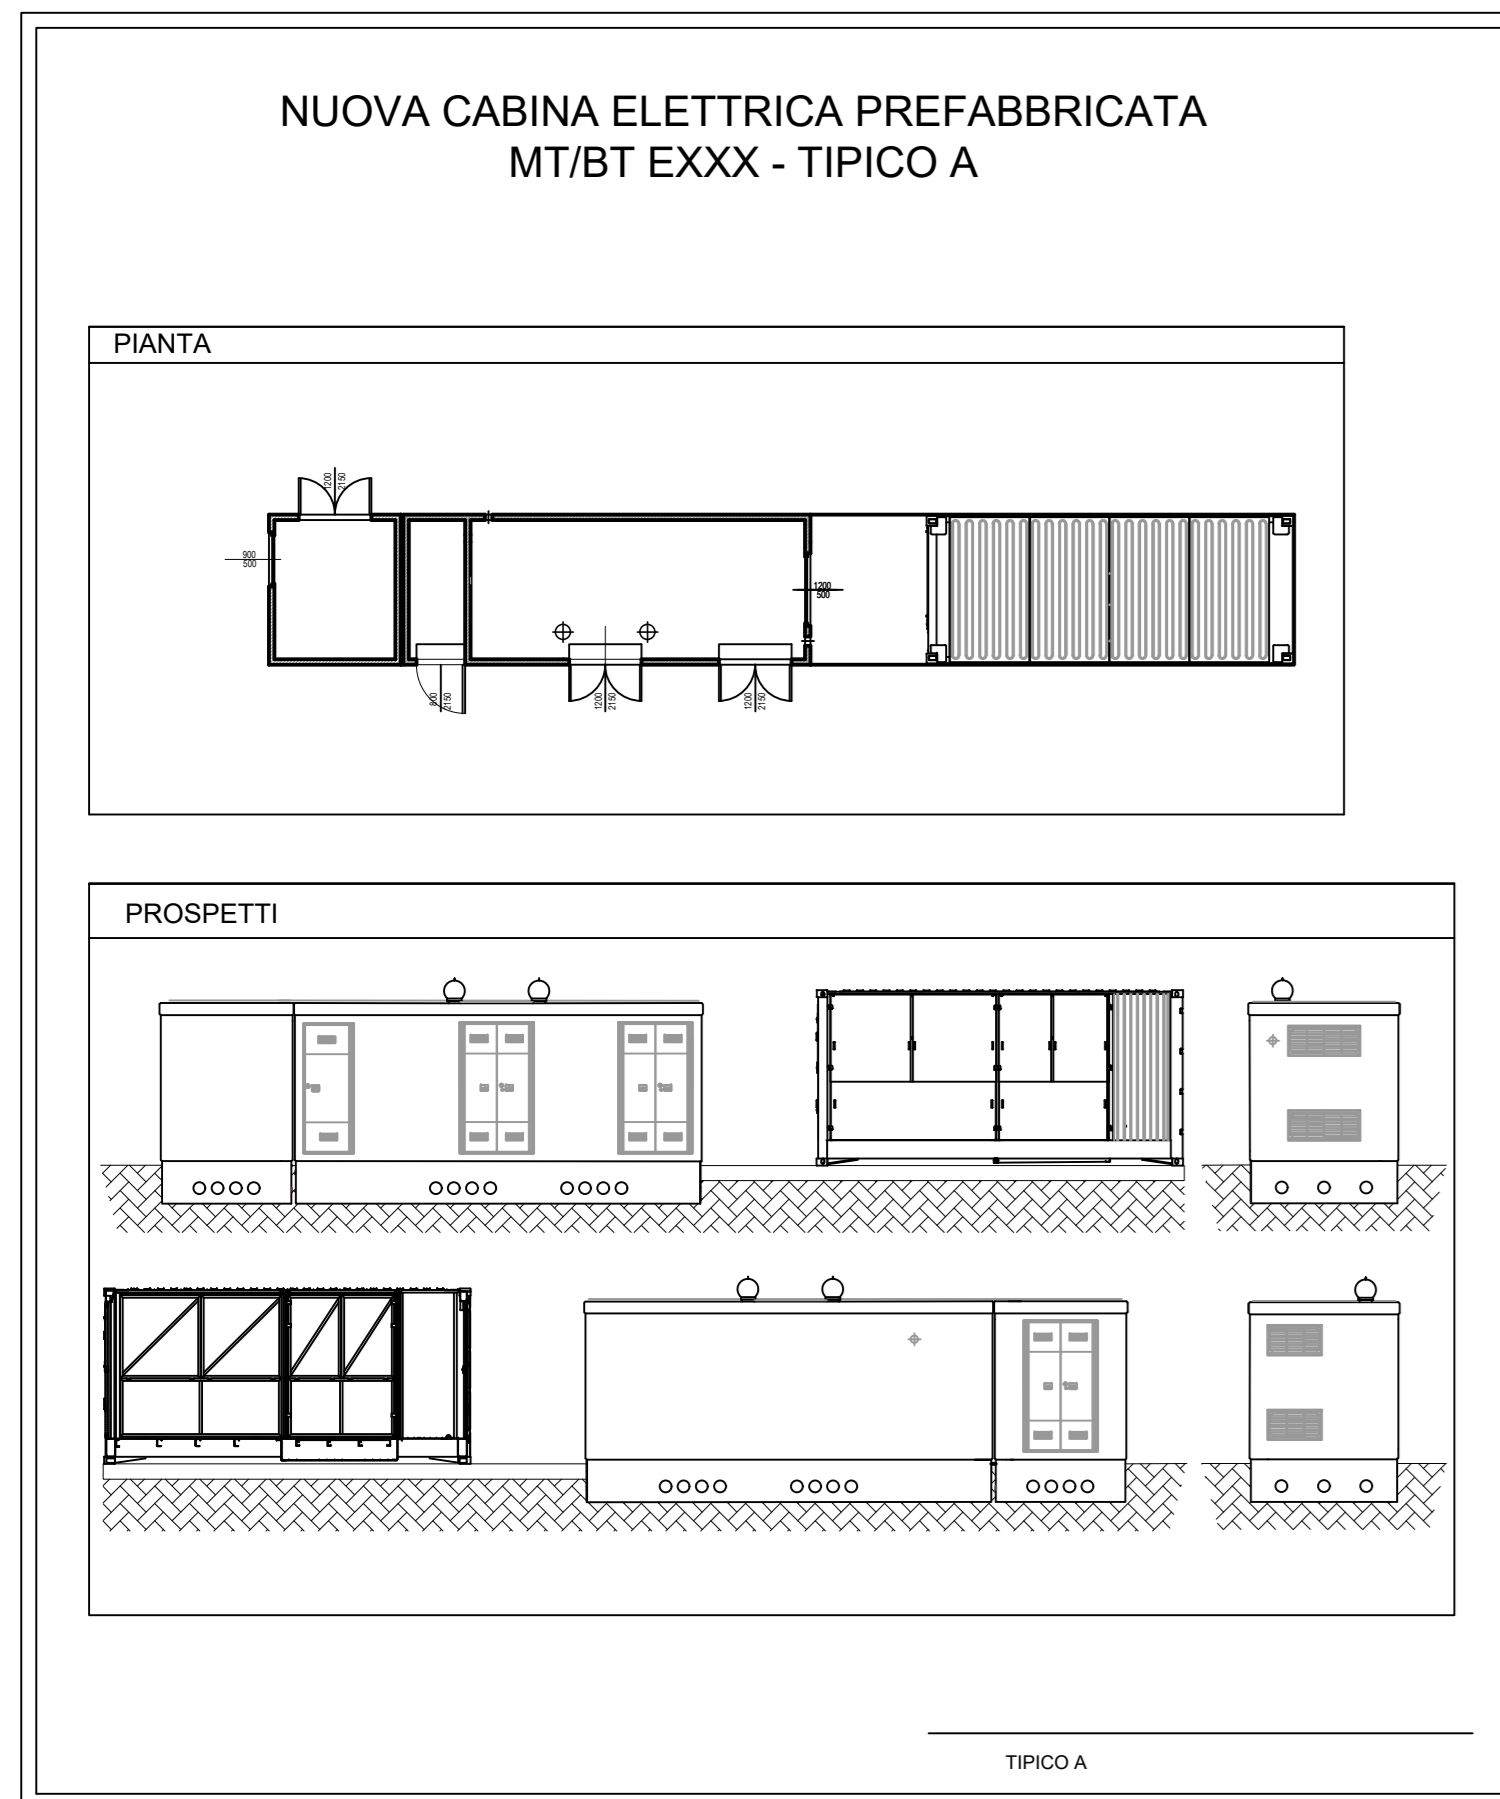 NUOVA CABINA ELETTRICA PREFABBRICATA
MT/BT EXXX - TIPICO A
PIANTA
1200
2150
900
500
1200
500
800
2150
1200
2150
1200
2150
PROSPETTI
TIPICO A